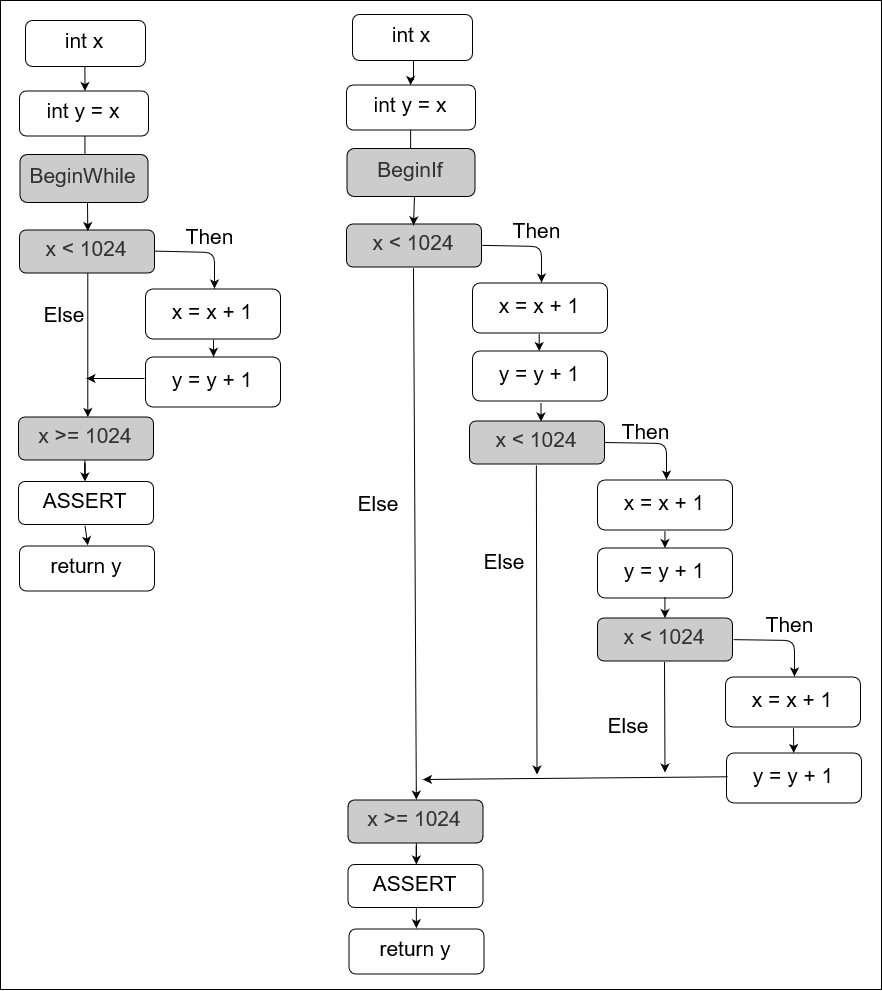 int x
int y = x
BeginWhile
x < 1024
Then
x = x + 1
Else
y = y + 1
x >= 1024
ASSERT
return y
int x
int y = x
BeginIf
x < 1024
Then
x = x + 1
y = y + 1
x < 1024
Then
Else
x = x + 1
Else
y = y + 1
x < 1024
Then
x = x + 1
Else
y = y + 1
x >= 1024
ASSERT
return y